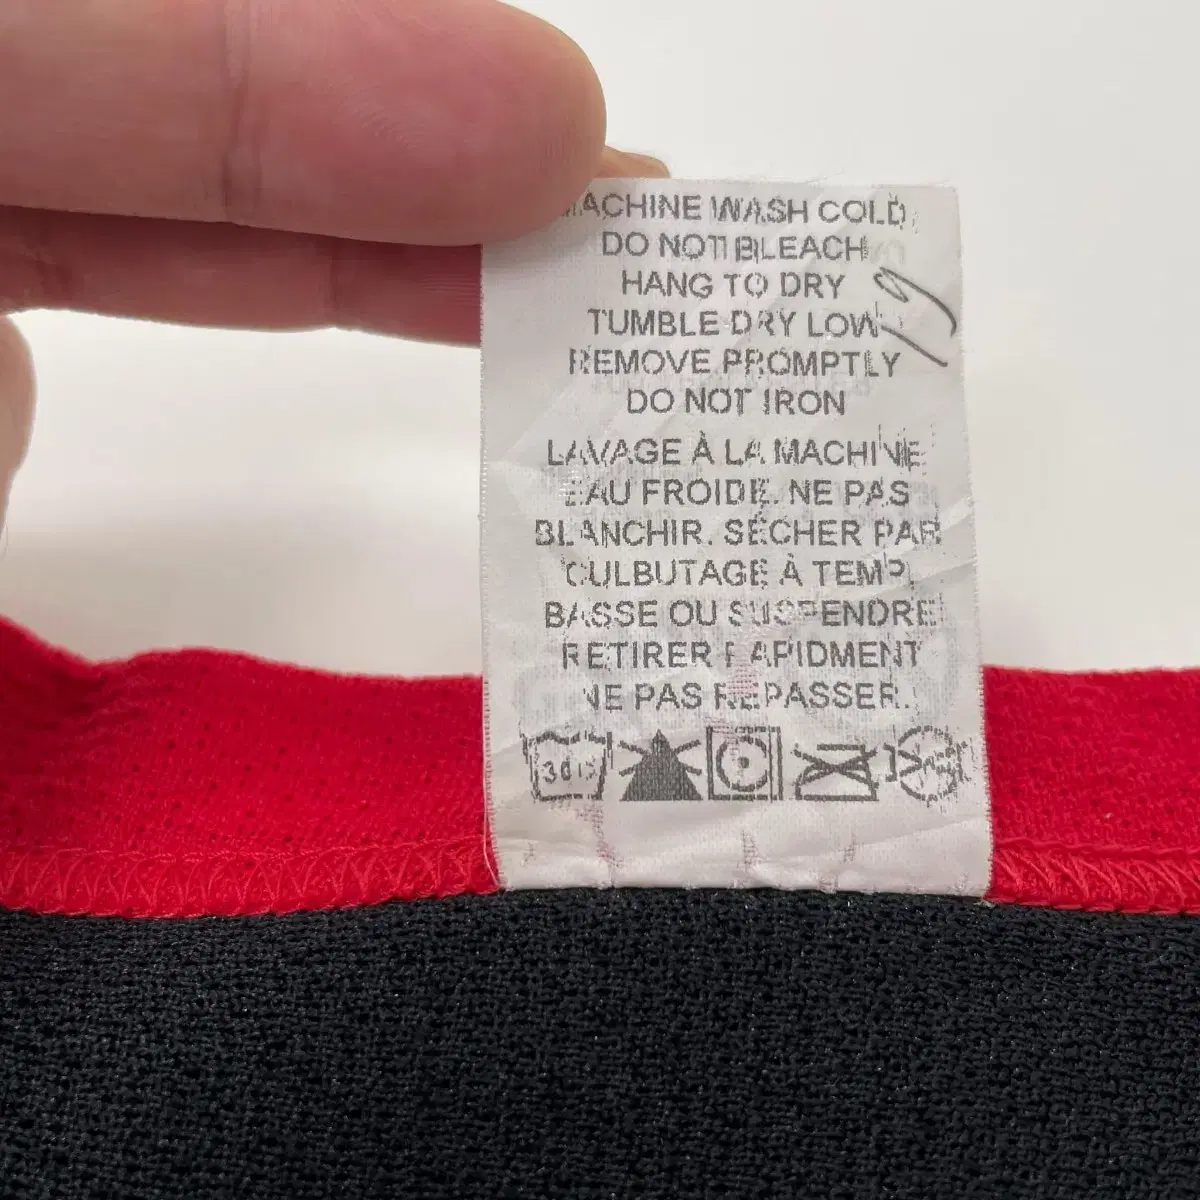 MACHINE WASH COLD,
DO NOT BLEACH
HANG TO DRY
19
TUMBLE DRY LOW
REMOVE PROMPTLY
DO NOT IRON
LAVAGE À LA MACHINE
EAU FROIDE. NE PAS
BLANCHIR. SÉCHER PAR
CULBUTAGE À TEMP.
BASSE OU SUSPENDRE
RETIRER RAPIDMENT
NE PAS REPASSER.